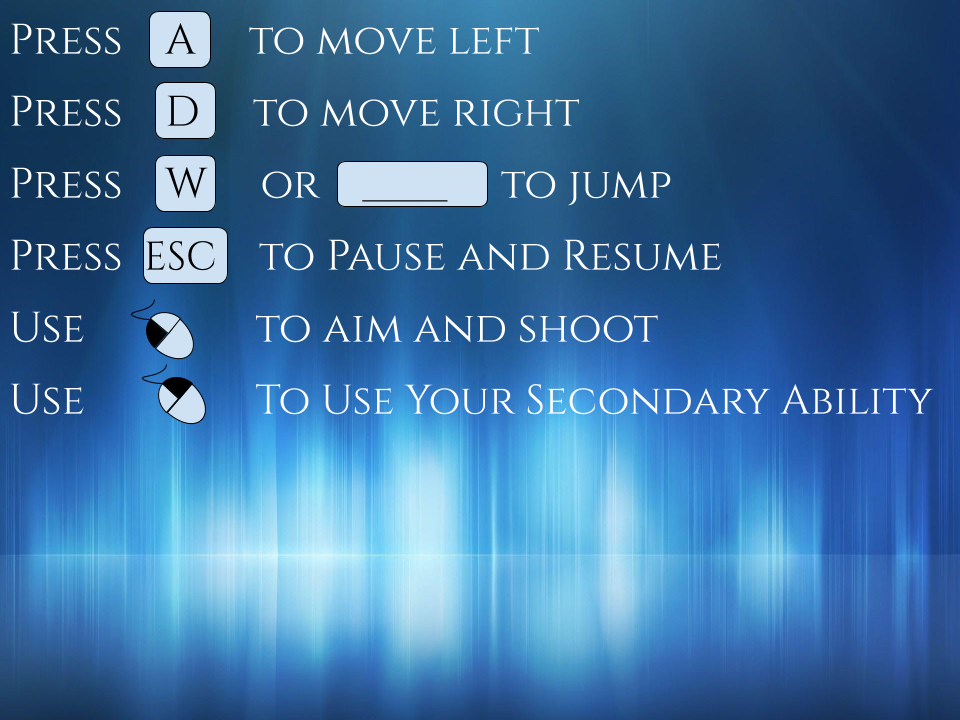 Press A to move left
Press D to move right
Press W or _____ to jump
Press ESC to Pause and Resume
Use to aim and shoot
Use To Use Your Secondary Ability